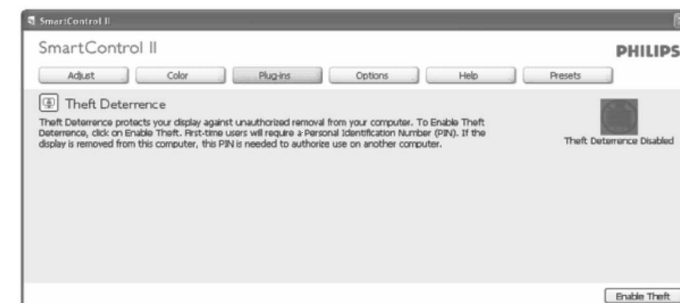 SmartControl II
SmartControl II
PHILIPS
Adjust Color Plug-ins Options Help Presets
Theft Deterrence
Theft Deterrence protects your display against unauthorized removal from your computer. To Enable Theft
Deterrence, click on Enable Theft. First-time users will require a Personal Identification Number (PIN). If the
display is removed from this computer, this PIN is needed to authorize use on another computer.
Theft Deterrence Disabled
Enable Theft